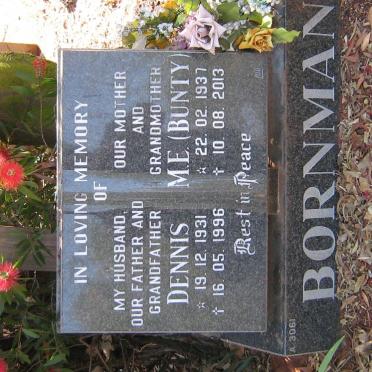 IN LOVING MEMORY
OF
MY HUSBAND,
OUR FATHER AND
GRANDFATHER
DENNIS
☆ 19.12.1931
† 16.05.1996
OUR MOTHER
AND
GRANDMOTHER
M.E. (BUNTY)
☆ 22.02.1937
† 10.08.2013
Rest in Peace
BORNMAN
A.3061